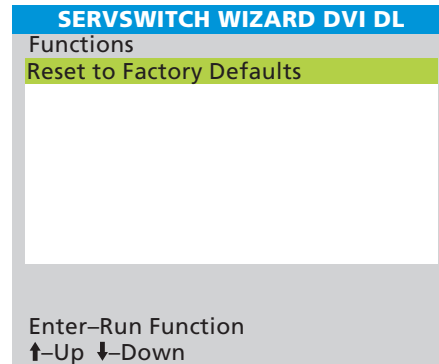 SERVSWITCH WIZARD DVI DL
Functions
Reset to Factory Defaults
Enter–Run Function
↑–Up ↓–Down